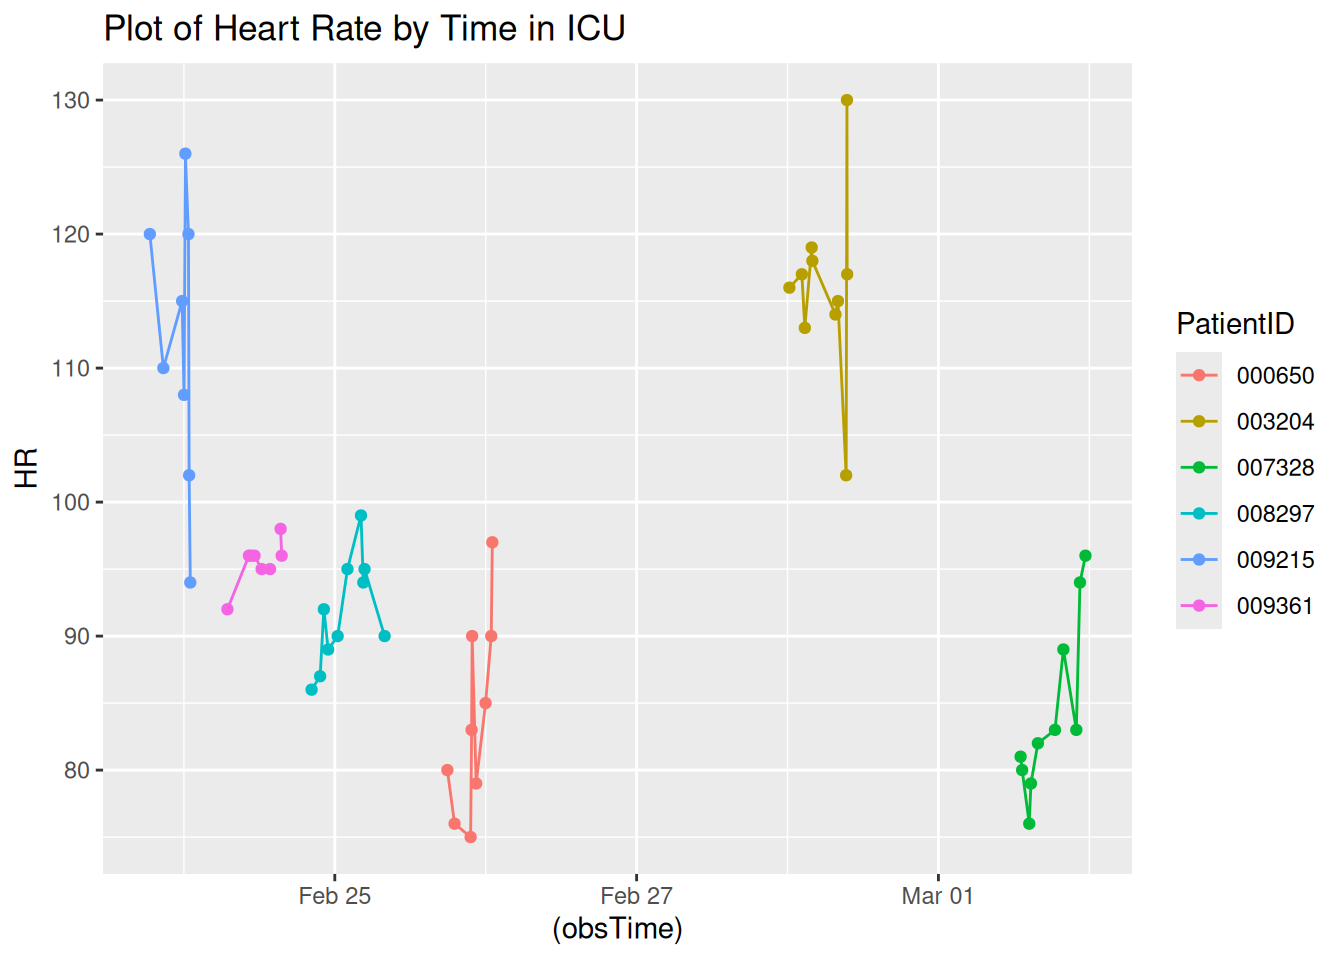 Plot of Heart Rate by Time in ICU
130
120
110
100
90
80
HR
Feb 25
Feb 27
Mar 01
(obsTime)
PatientID
000650
003204
007328
008297
009215
009361